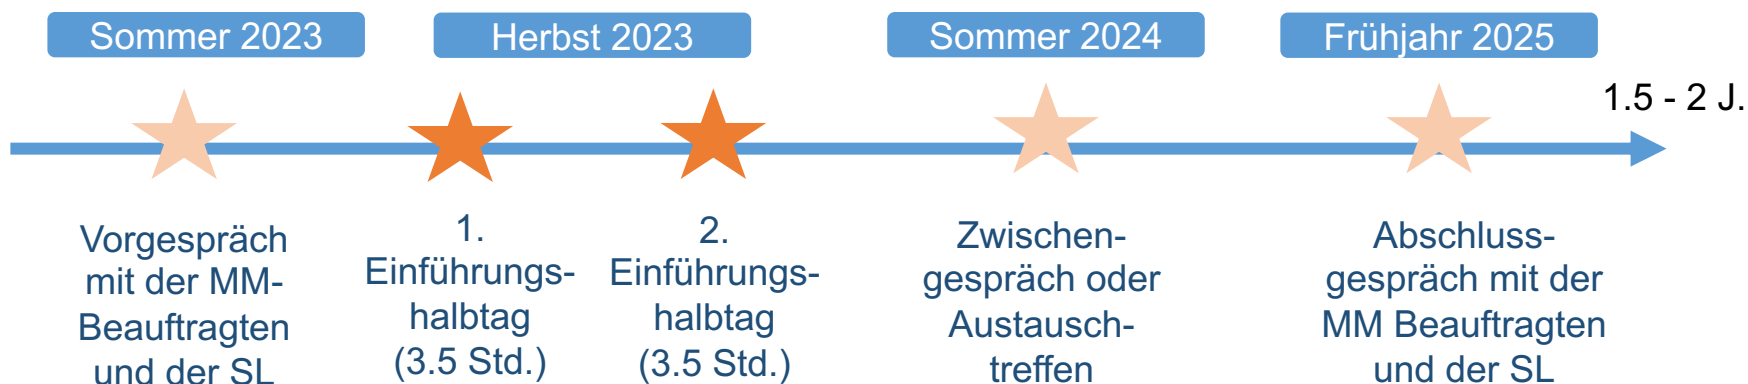 Sommer 2023
Herbst 2023
Sommer 2024
Frühjahr 2025
1.5 - 2 J.
Vorgespräch
mit der MM-
Beauftragten
und der SL
1.
Einführungs-
halbtag
(3.5 Std.)
2.
Einführungs-
halbtag
(3.5 Std.)
Zwischen-
gespräch oder
Austausch-
treffen
Abschluss-
gespräch mit der
MM Beauftragten
und der SL